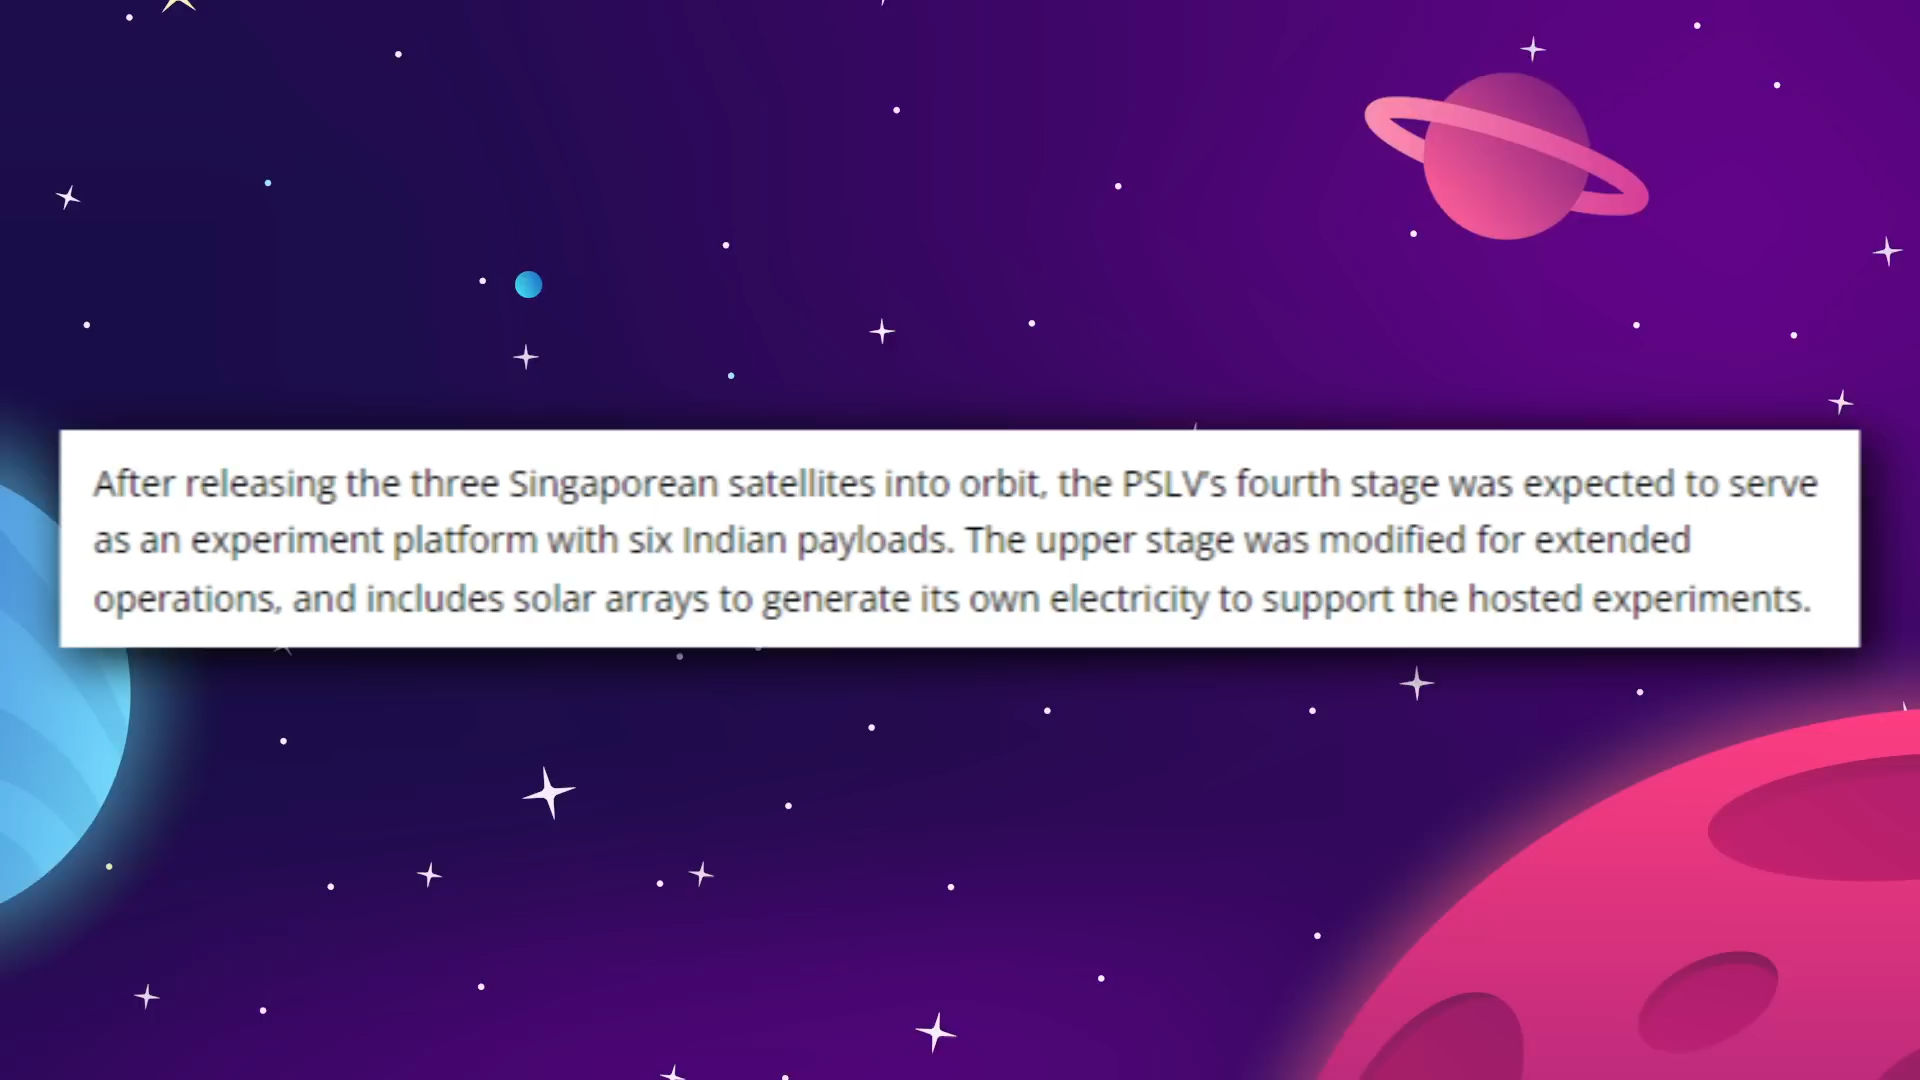 After releasing the three Singaporean satellites into orbit, the PSLV's fourth stage was expected to serve
as an experiment platform with six Indian payloads. The upper stage was modified for extended
operations, and includes solar arrays to generate its own electricity to support the hosted experiments.